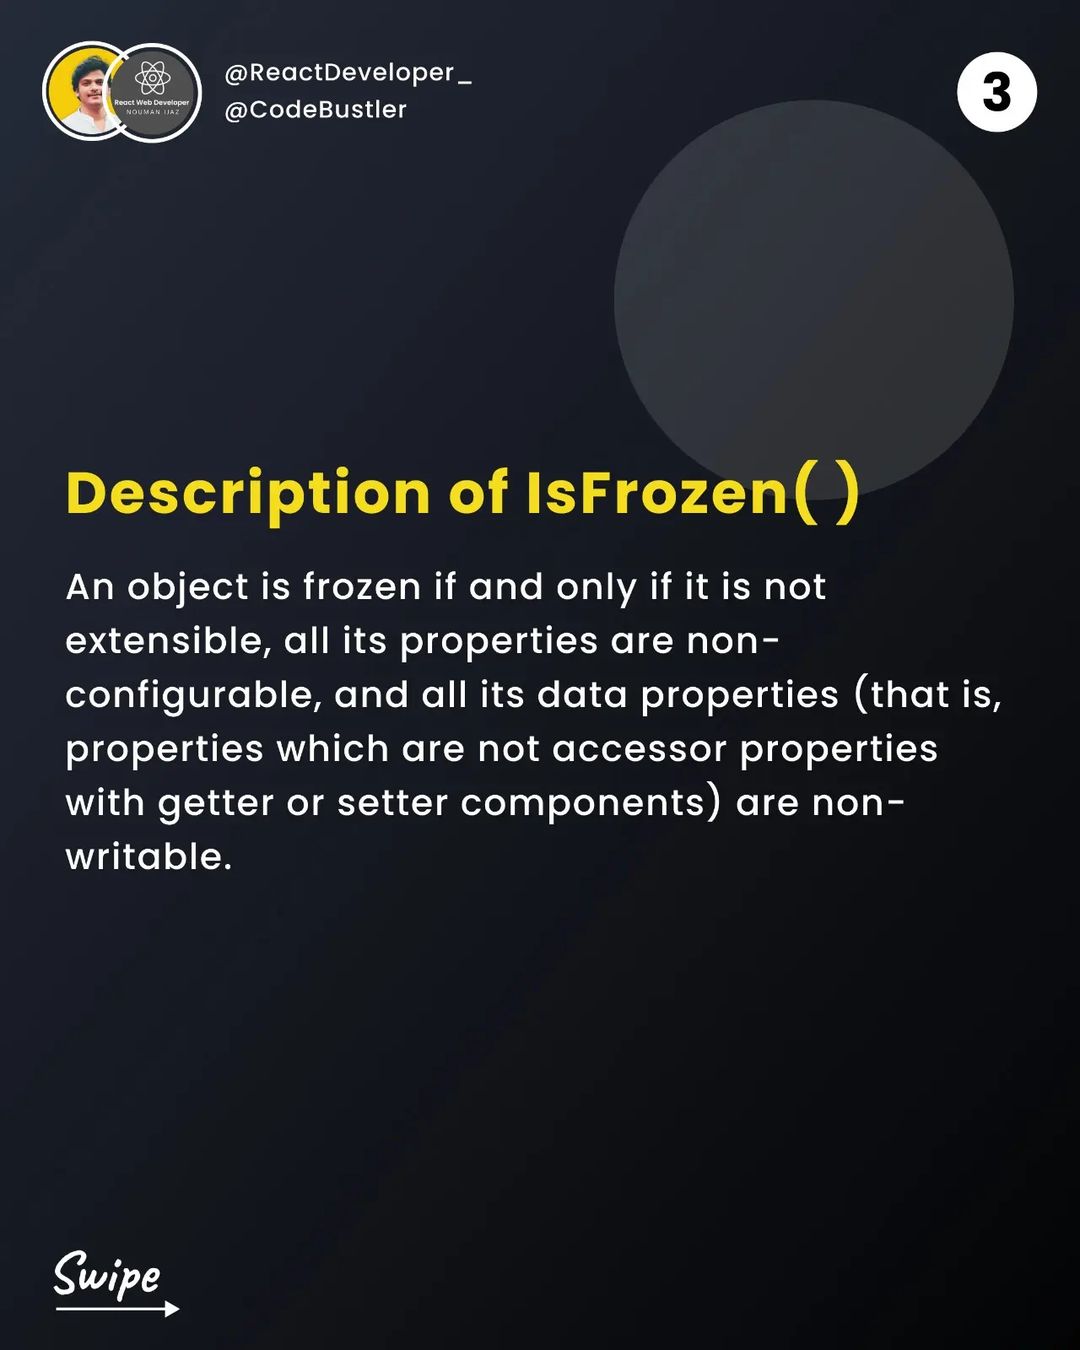 @ReactDeveloper_
@CodeBustler
React Web Developer
NOUMAN IJAZ
3
Description of IsFrozen( )
An object is frozen if and only if it is not
extensible, all its properties are non-
configurable, and all its data properties (that is,
properties which are not accessor properties
with getter or setter components) are non-
writable.
Swipe